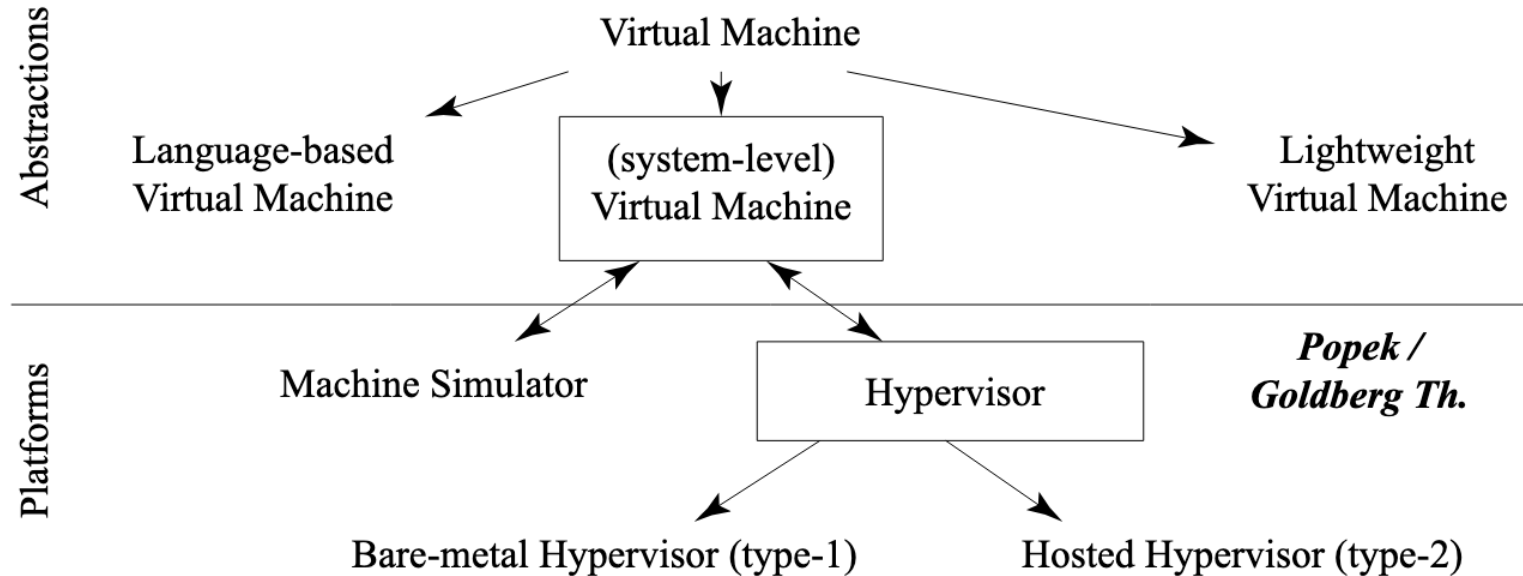 Abstractions
Virtual Machine
Language-based
Virtual Machine
(system-level)
Virtual Machine
Lightweight
Virtual Machine
Platforms
Machine Simulator
Hypervisor
Popek /
Goldberg Th.
Bare-metal Hypervisor (type-1)
Hosted Hypervisor (type-2)